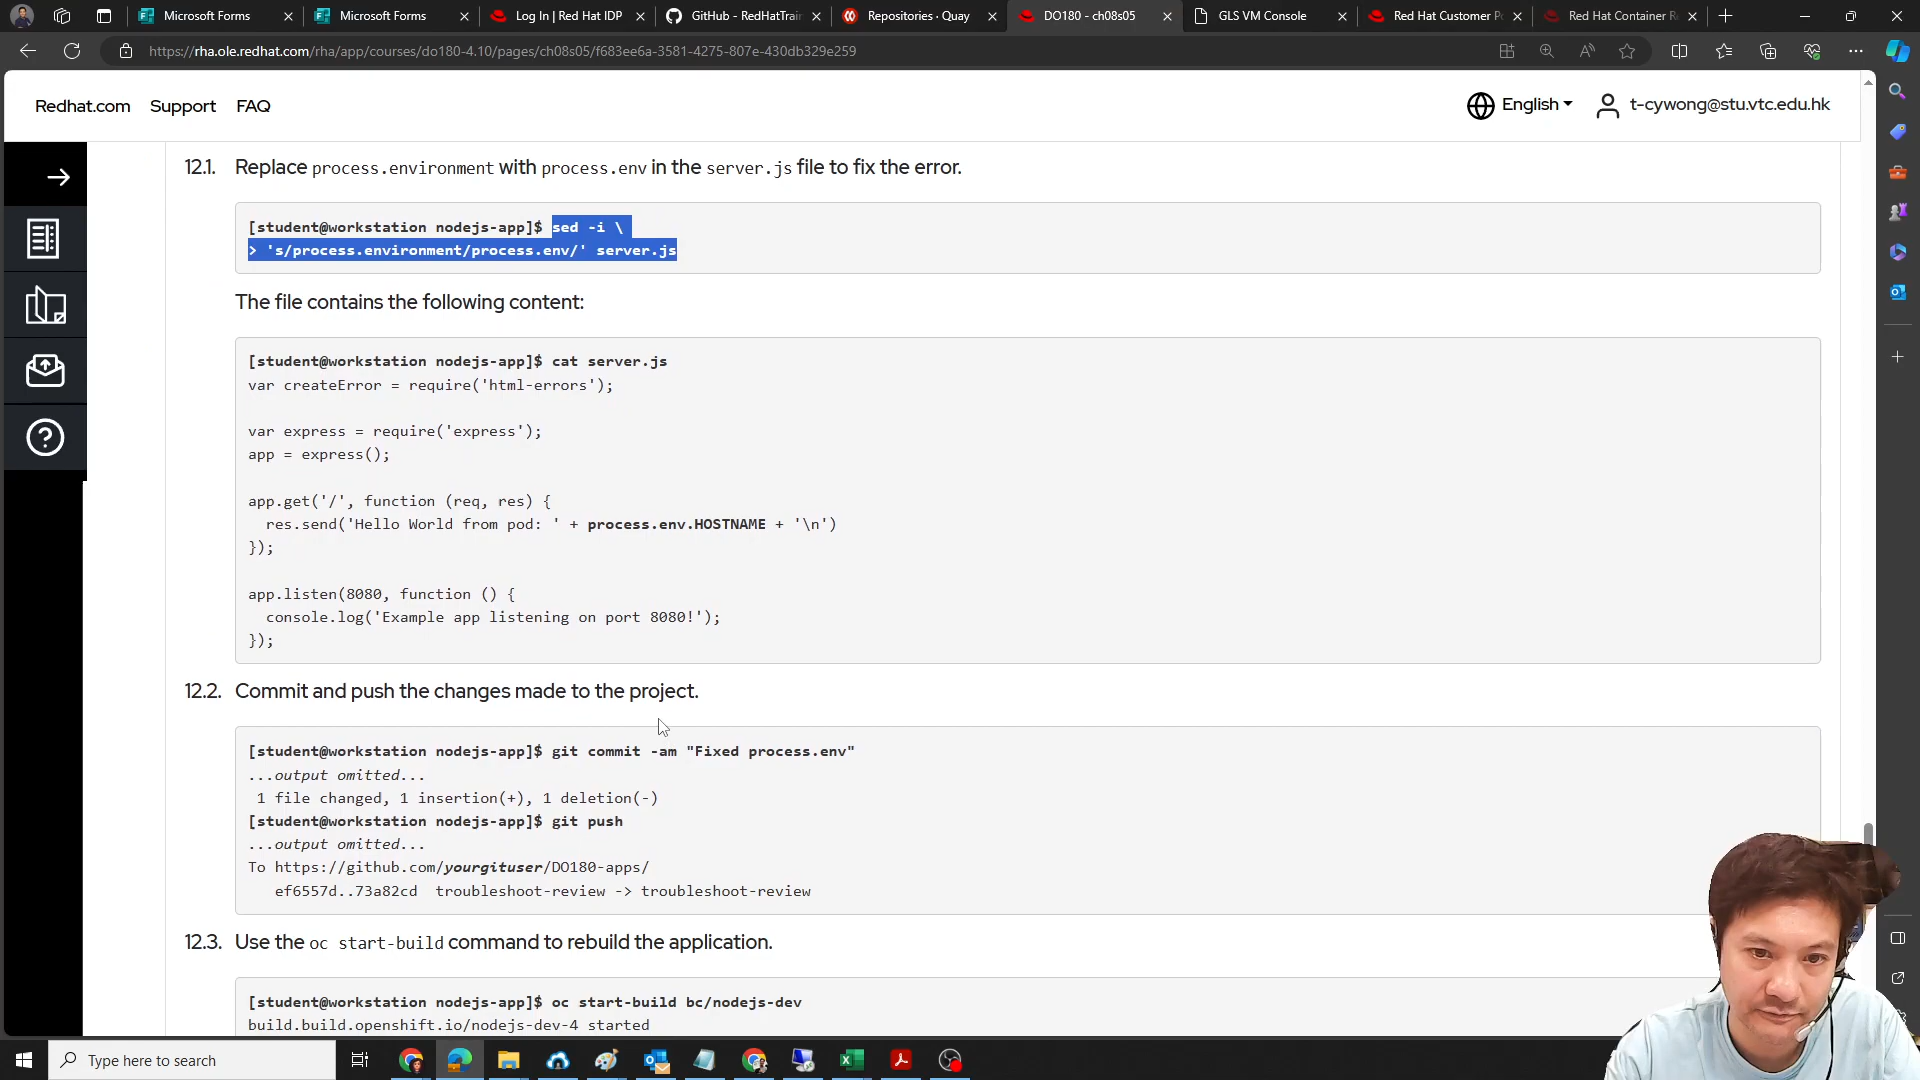 Microsoft Forms
Microsoft Forms
Log In | Red Hat IDP
GitHub - RedHatTrai
Repositories · Quay
DO180 - ch08s05
GLS VM Console
Red Hat Customer P
Red Hat Container R
https://rha.ole.redhat.com/rha/app/courses/do180-4.10/pages/ch08s05/f683ee6a-3581-4275-807e-430db329e259
Redhat.com Support FAQ
English
t-cywong@stu.vtc.edu.hk
12.1. Replace process.environment with process.env in the server.js file to fix the error.
[student@workstation nodejs-app]$ sed -i \
> 's/process.environment/process.env/' server.js
The file contains the following content:
[student@workstation nodejs-app]$ cat server.js
var createError = require('html-errors');
var express = require('express');
app = express();
app.get('/', function (req, res) {
res.send('Hello World from pod: ' + process.env.HOSTNAME + '\n')
});
app.listen(8080, function () {
console.log('Example app listening on port 8080!');
});
12.2. Commit and push the changes made to the project.
[student@workstation nodejs-app]$ git commit -am "Fixed process.env"
...output omitted...
1 file changed, 1 insertion(+), 1 deletion(-)
[student@workstation nodejs-app]$ git push
...output omitted...
To https://github.com/yourgituser/DO180-apps/
ef6557d..73a82cd troubleshoot-review -> troubleshoot-review
12.3. Use the oc start-build command to rebuild the application.
[student@workstation nodejs-app]$ oc start-build bc/nodejs-dev
build.build.openshift.io/nodejs-dev-4 started
Type here to search